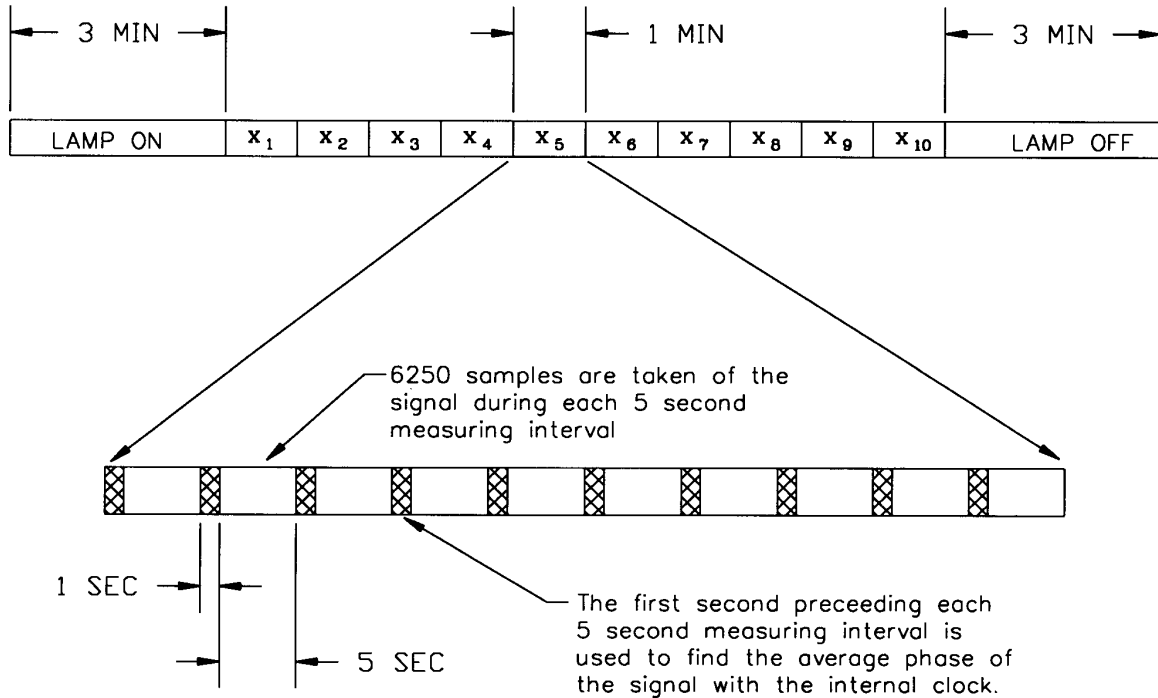 3 MIN
1 MIN
3 MIN
LAMP ON
X1
X2
X3
X4
X5
X6
X7
X8
X9
X10
LAMP OFF
6250 samples are taken of the
signal during each 5 second
measuring interval
1 SEC
5 SEC
The first second preceeding each
5 second measuring interval is
used to find the average phase of
the signal with the internal clock.